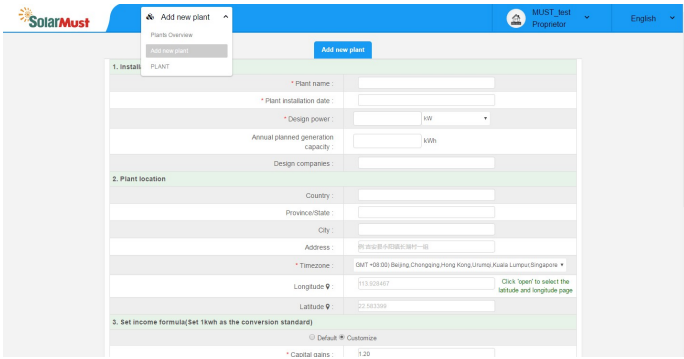 SolarMust
Add new plant
MUST_test
Proprietor
English
Plants Overview
Add new plant
PLANT
Add new plant
1. Install
* Plant name :
* Plant installation date :
* Design power :
kW
Annual planned generation
capacity :
kWh
Design companies :
2. Plant location
Country :
Province/State :
City :
Address :
* Timezone :
GMT +08:00) Beijing,Chongqing,Hong Kong,Urumqi,Kuala Lumpur,Singapore
Longitude :
113.928467
Click 'open' to select the
latitude and longitude page
Latitude :
22.583399
3. Set income formula(Set 1kwh as the conversion standard)
Default
Customize
* Capital gains :
1.20